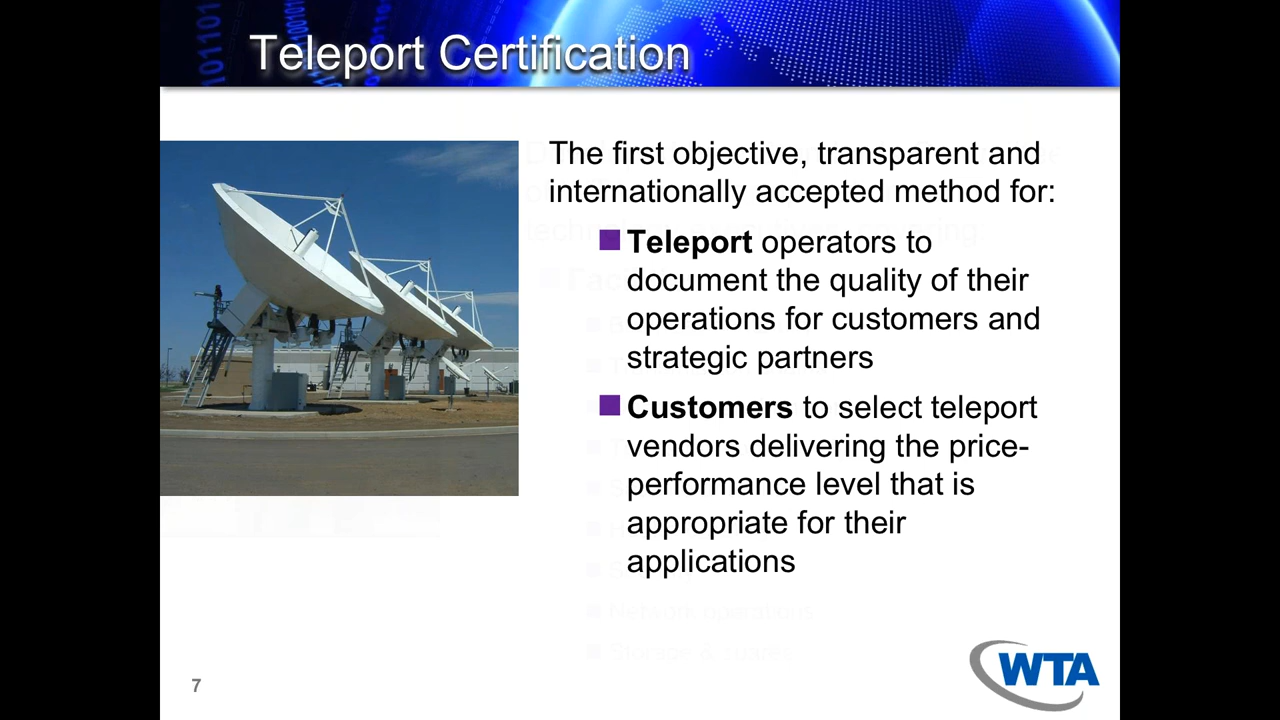 Teleport Certification
The first objective, transparent and
internationally accepted method for:
Teleport operators to
document the quality of their
operations for customers and
strategic partners
Customers to select teleport
vendors delivering the price-
performance level that is
appropriate for their
applications
Network operations
7
WTA